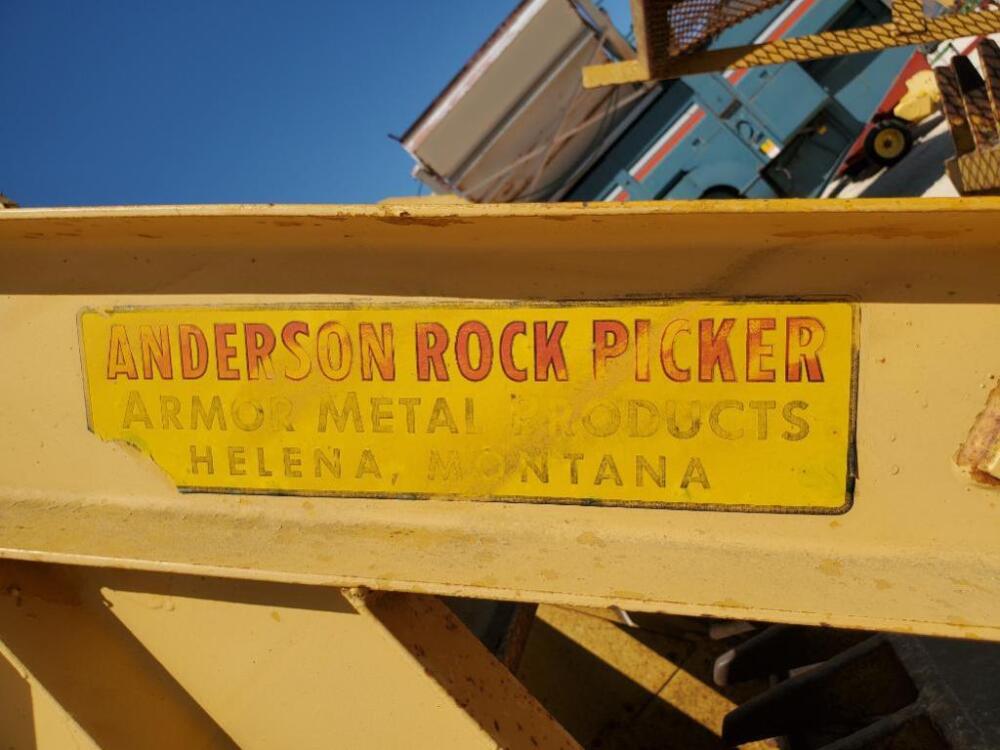 ANDERSON ROCK PICKER
ARMOR METAL PRODUCTS
HELENA, MONTANA